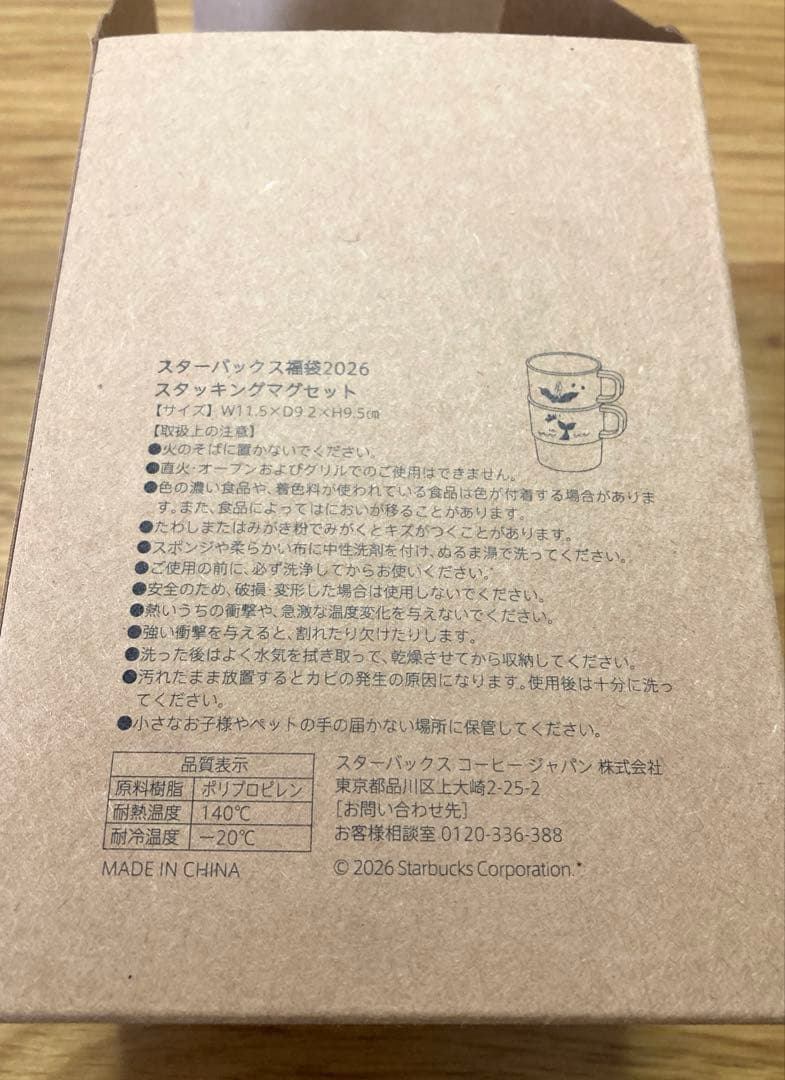 スターバックス福袋2026
スタッキングマグセット
【サイズ】W11.5×D9.2×H9.5㎝
【取扱上の注意】
●火のそばに置かないでください。
●直火・オーブンおよびグリルでのご使用はできません。
●色の濃い食品や、着色料が使われている食品は色が付着する場合がありま
す。また、食品によってはにおいが移ることがあります。
●たわしまたはみがき粉でみがくとキズがつくことがあります。
●スポンジや柔らかい布に中性洗剤を付け、ぬるま湯で洗ってください。
●ご使用の前に、必ず洗浄してからお使いください。
●安全のため、破損・変形した場合は使用しないでください。
●熱いうちの衝撃や、急激な温度変化を与えないでください。
●強い衝撃を与えると、割れたり欠けたりします。
●洗った後はよく水気を拭き取って、乾燥させてから収納してください。
●汚れたまま放置するとカビの発生の原因になります。使用後は十分に洗っ
てください。
●小さなお子様やペットの手の届かない場所に保管してください。
品質表示
原料樹脂 ポリプロピレン
耐熱温度 140℃
耐冷温度 −20℃
MADE IN CHINA
スターバックス コーヒー ジャパン 株式会社
東京都品川区上大崎2-25-2
[お問い合わせ先]
お客様相談室 0120-336-388
© 2026 Starbucks Corporation.